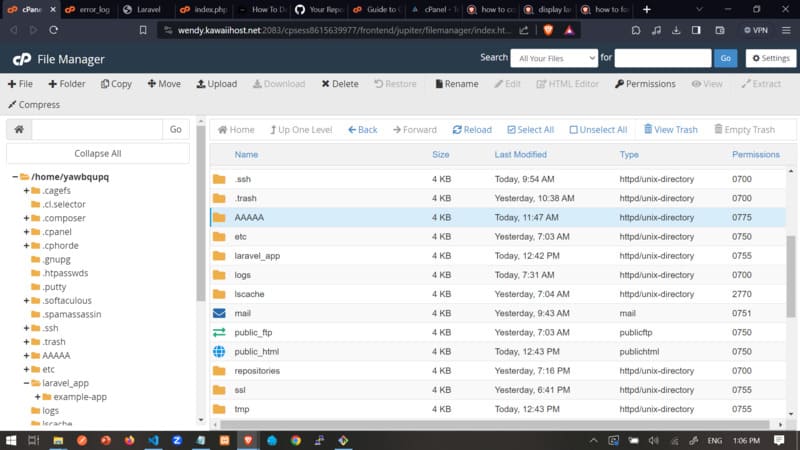 cPane
error_log
Laravel
index.php
How To De
Your Repo
Guide to C
cPanel - T
how to co
display lar
how to for
wendy.kawaiihost.net:2083/cpsess8615639977/frontend/jupiter/filemanager/index.ht...
VPN
cP File Manager
Search All Your Files for Go Settings
File Folder Copy Move Upload Download Delete Restore Rename Edit HTML Editor Permissions View Extract
Compress
Go
Home Up One Level Back Forward Reload Select All Unselect All View Trash Empty Trash
Collapse All
Name Size Last Modified Type Permissions
/home/yawbqupq
.cagefs
.cl.selector
.composer
.cpanel
.cphorde
.gnupg
.htpasswds
.putty
.softaculous
.spamassassin
.ssh
.trash
AAAAA
etc
laravel_app
example-app
logs
lscache
.ssh 4 KB Today, 9:54 AM httpd/unix-directory 0700
.trash 4 KB Yesterday, 10:38 AM httpd/unix-directory 0700
AAAAA 4 KB Today, 11:47 AM httpd/unix-directory 0775
etc 4 KB Yesterday, 7:03 AM httpd/unix-directory 0750
laravel_app 4 KB Today, 12:42 PM httpd/unix-directory 0755
logs 4 KB Today, 7:31 AM httpd/unix-directory 0700
lscache 4 KB Yesterday, 7:04 AM httpd/unix-directory 2770
mail 4 KB Yesterday, 9:43 AM mail 0751
public_ftp 4 KB Yesterday, 7:03 AM publicftp 0750
public_html 4 KB Today, 12:43 PM publichtml 0750
repositories 4 KB Yesterday, 7:16 PM httpd/unix-directory 0700
ssl 4 KB Yesterday, 6:41 PM httpd/unix-directory 0755
tmp 4 KB Today, 12:43 PM httpd/unix-directory 0755
ENG 1:06 PM